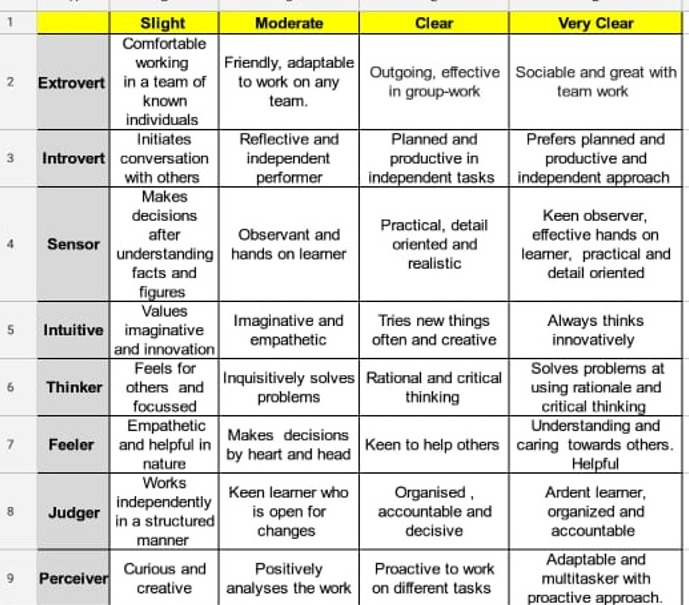 1 Slight Moderate Clear Very Clear
2 Extrovert
Comfortable
working
in a team of
known
individuals
Friendly, adaptable
to work on any
team.
Outgoing, effective
in group-work
Sociable and great with
team work
3 Introvert
Initiates
conversation
with others
Reflective and
independent
performer
Planned and
productive in
independent tasks
Prefers planned and
productive and
independent approach
4 Sensor
Makes
decisions
after
understanding
facts and
figures
Observant and
hands on learner
Practical, detail
oriented and
realistic
Keen observer,
effective hands on
learner, practical and
detail oriented
5 Intuitive
Values
imaginative
and innovation
Imaginative and
empathetic
Tries new things
often and creative
Always thinks
innovatively
6 Thinker
Feels for
others and
focussed
Inquisitively solves
problems
Rational and critical
thinking
Solves problems at
using rationale and
critical thinking
7 Feeler
Empathetic
and helpful in
nature
Makes decisions
by heart and head
Keen to help others
Understanding and
caring towards others.
Helpful
8 Judger
Works
independently
in a structured
manner
Keen learner who
is open for
changes
Organised ,
accountable and
decisive
Ardent learner,
organized and
accountable
9 Perceiver
Curious and
creative
Positively
analyses the work
Proactive to work
on different tasks
Adaptable and
multitasker with
proactive approach.